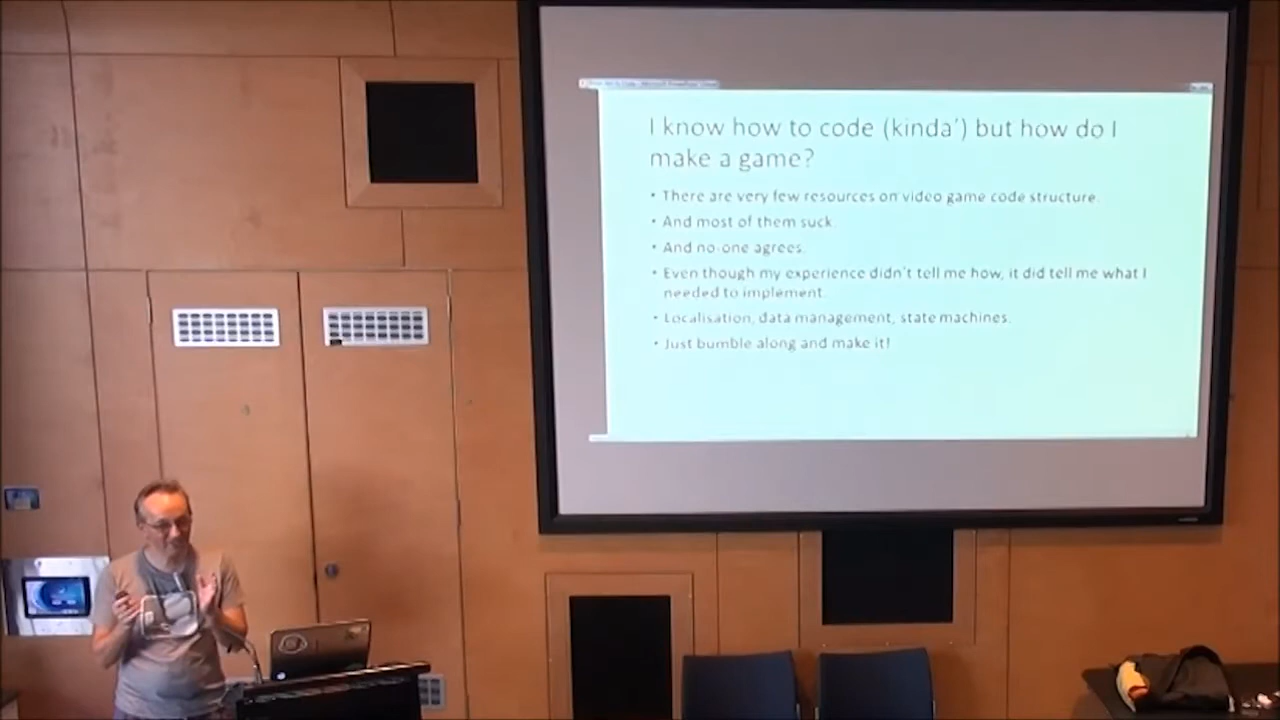 I know how to code (kinda') but how do I
make a game?
• There are very few resources on video game code structure.
• And most of them suck.
• And no-one agrees.
• Even though my experience didn't tell me how, it did tell me what I
needed to implement.
• Localisation, data management, state machines.
• Just bumble along and make it!